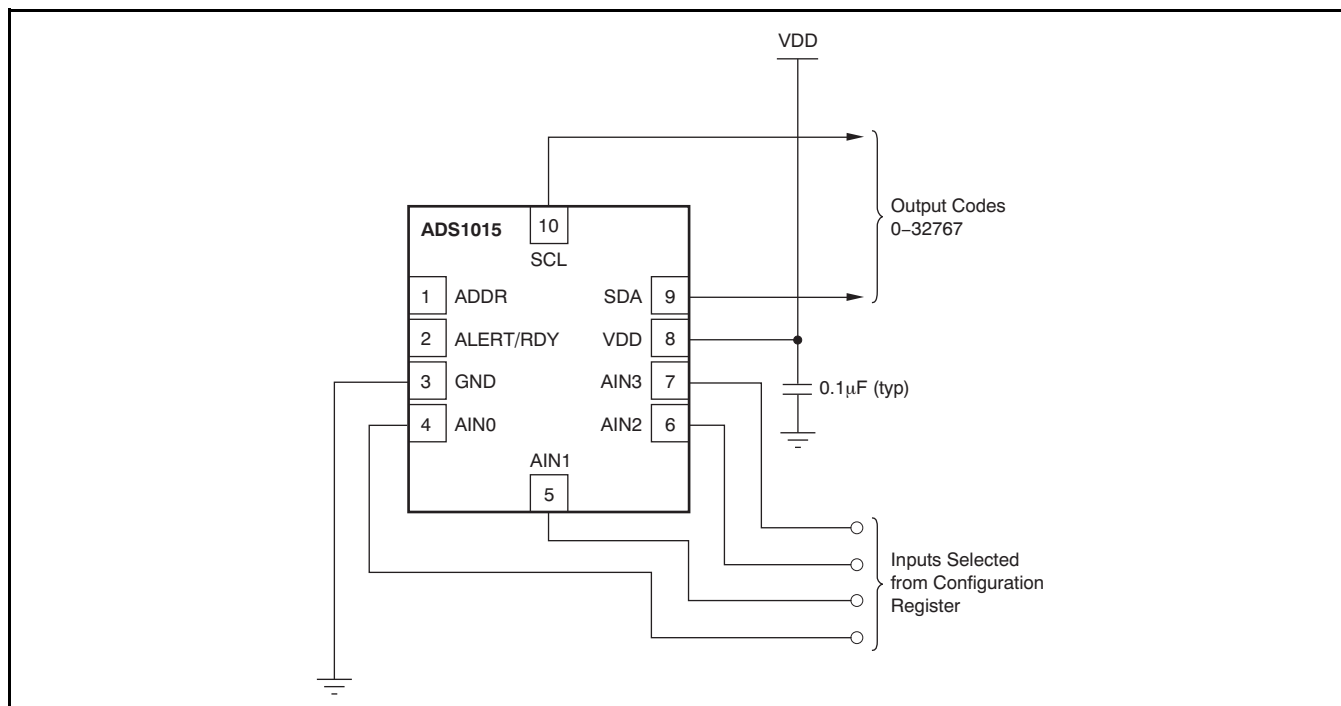 VDD
Output Codes
0–32767
ADS1015
10
SCL
1 ADDR
SDA 9
2 ALERT/RDY
VDD 8
3 GND
AIN3 7
0.1µF (typ)
4 AIN0
AIN2 6
AIN1
5
Inputs Selected
from Configuration
Register